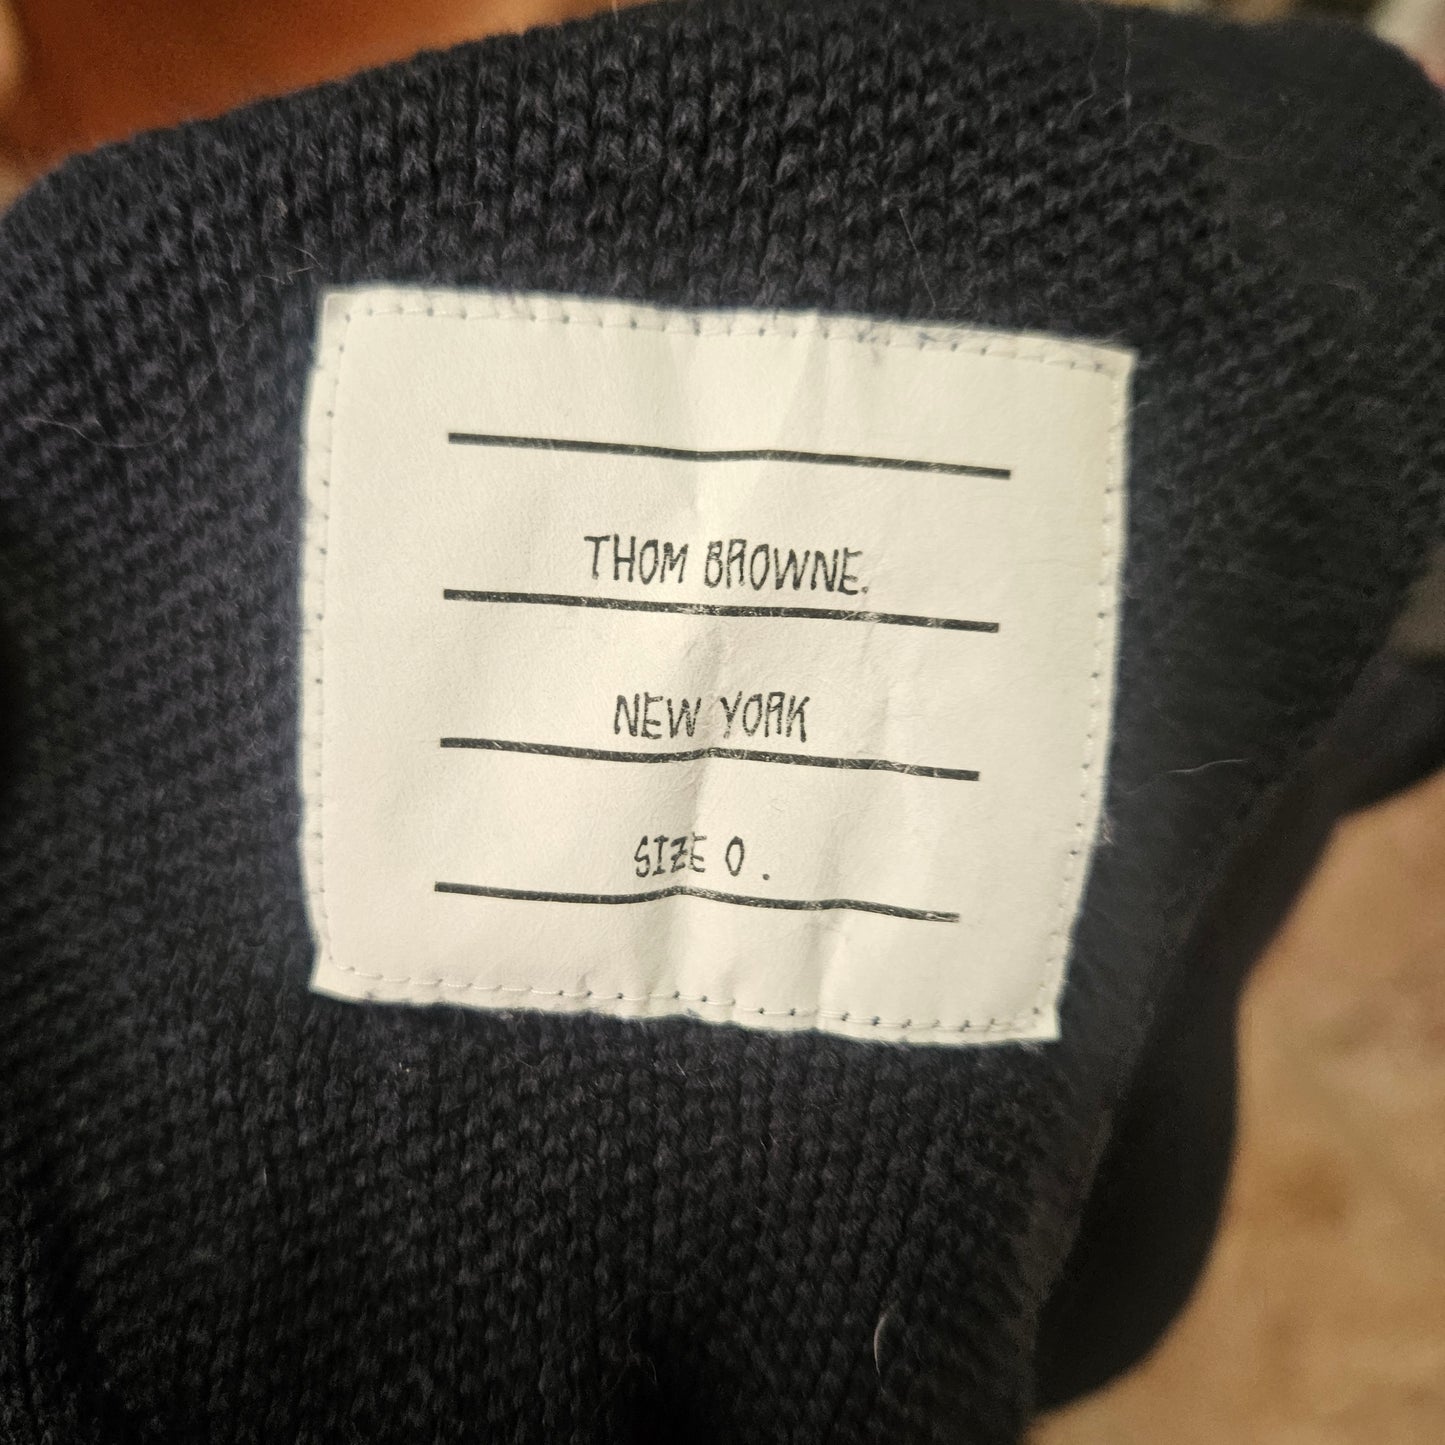 THOM BROWNE.
NEW YORK
SIZE 0 .